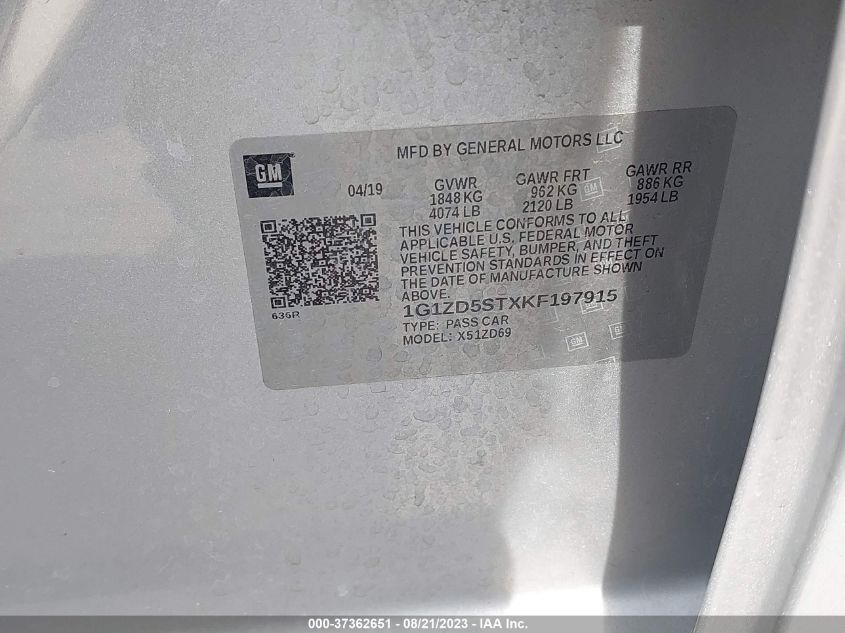 MFD BY GENERAL MOTORS LLC
GM
04/19
GVWR GAWR FRT GAWR RR
1848 KG 962 KG 886 KG
4074 LB 2120 LB 1954 LB
THIS VEHICLE CONFORMS TO ALL
APPLICABLE U.S. FEDERAL MOTOR
VEHICLE SAFETY, BUMPER, AND THEFT
PREVENTION STANDARDS IN EFFECT ON
THE DATE OF MANUFACTURE SHOWN
ABOVE.
1G1ZD5STXKF197915
TYPE: PASS CAR
MODEL: X51ZD69
636R
000-37362651 - 08/21/2023 - IAA Inc.